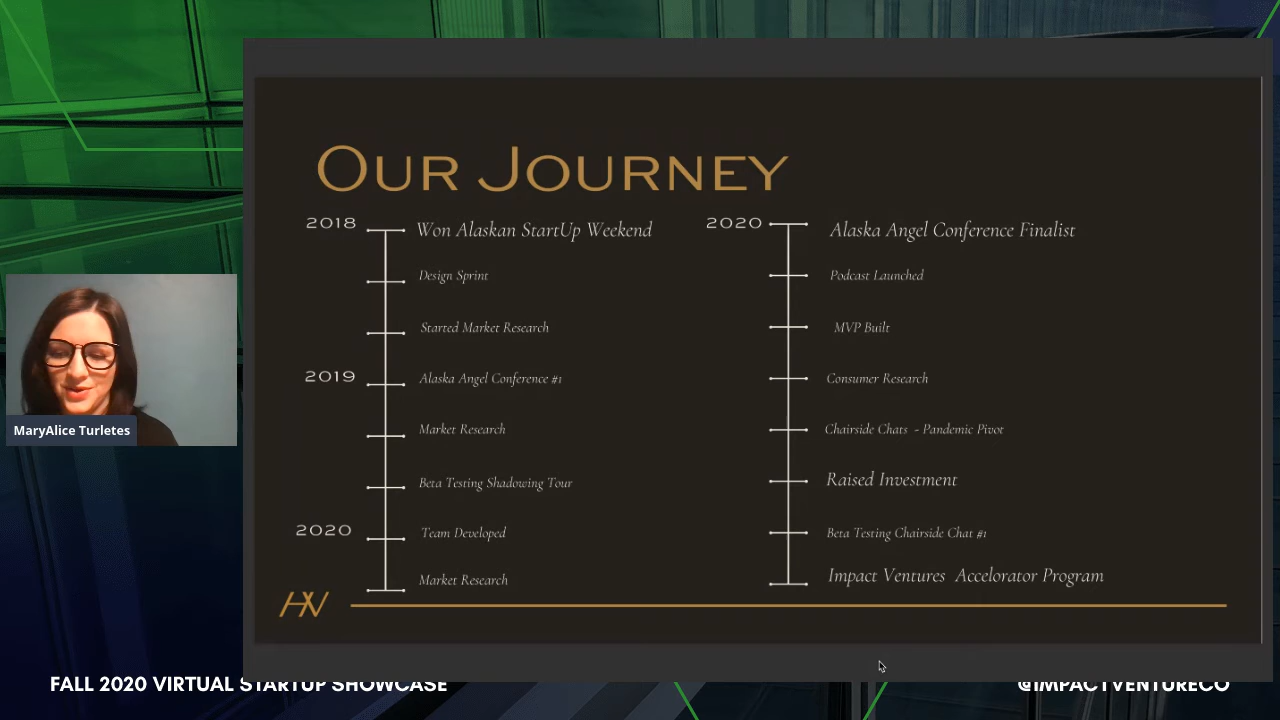 OUR JOURNEY
2018
Won Alaskan StartUp Weekend
Design Sprint
Started Market Research
2019
Alaska Angel Conference #1
Market Research
Beta Testing Shadowing Tour
2020
Team Developed
Market Research
2020
Alaska Angel Conference Finalist
Podcast Launched
MVP Built
Consumer Research
Chairside Chats - Pandemic Pivot
Raised Investment
Beta Testing Chairside Chat #1
Impact Ventures Accelorator Program
HW
MaryAlice Turletes
FALL 2020 VIRTUAL STARTUP SHOWCASE
@IMPACTVENTURECO